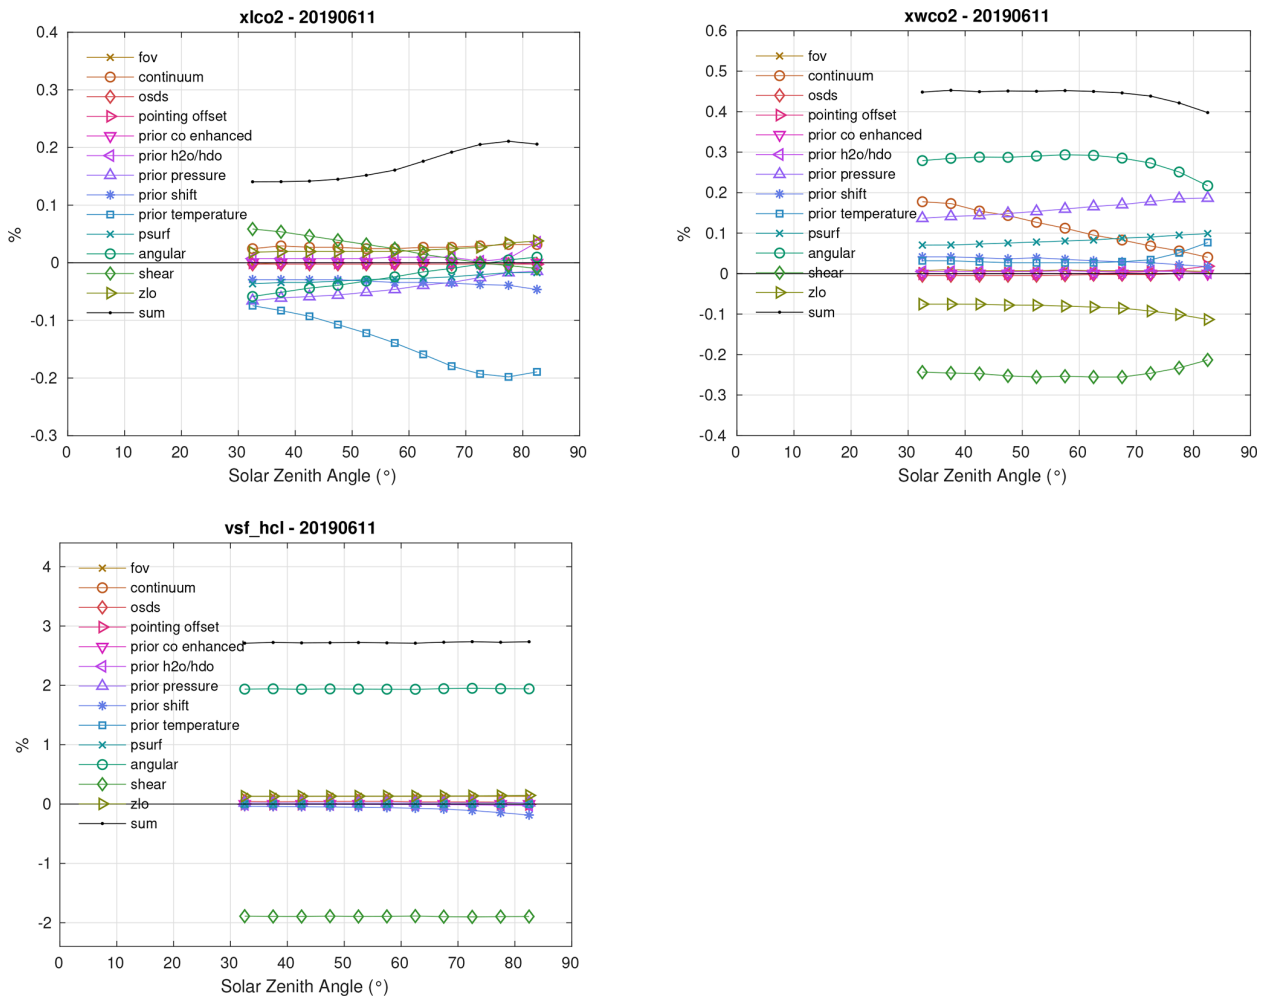 xlco2 - 20190611
0.4
0.3
0.2
0.1
0
-0.1
-0.2
-0.3
%
fov
continuum
osds
pointing offset
prior co enhanced
prior h2o/hdo
prior pressure
prior shift
prior temperature
psurf
angular
shear
zlo
sum
0 10 20 30 40 50 60 70 80 90
Solar Zenith Angle (°)
xwco2 - 20190611
0.6
0.5
0.4
0.3
0.2
0.1
0
-0.1
-0.2
-0.3
-0.4
%
fov
continuum
osds
pointing offset
prior co enhanced
prior h2o/hdo
prior pressure
prior shift
prior temperature
psurf
angular
shear
zlo
sum
0 10 20 30 40 50 60 70 80 90
Solar Zenith Angle (°)
vsf_hcl - 20190611
4
3
2
1
0
-1
-2
%
fov
continuum
osds
pointing offset
prior co enhanced
prior h2o/hdo
prior pressure
prior shift
prior temperature
psurf
angular
shear
zlo
sum
0 10 20 30 40 50 60 70 80 90
Solar Zenith Angle (°)